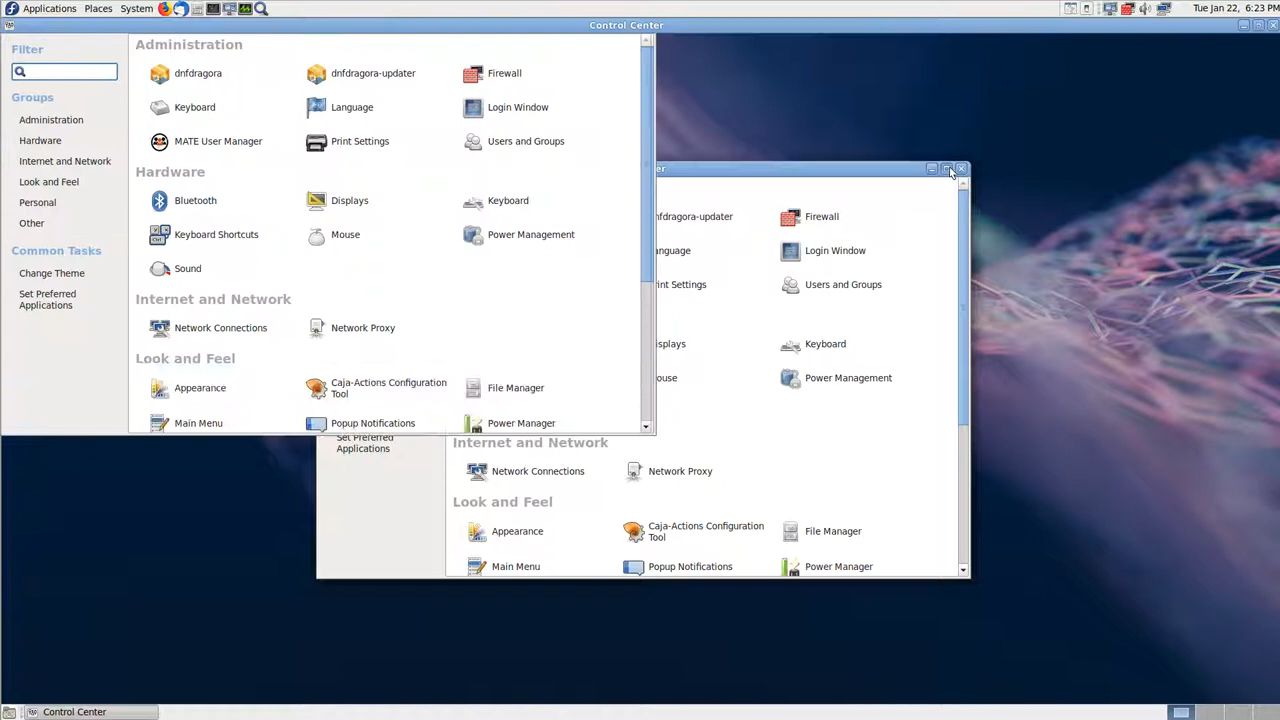 Applications Places System Tue Jan 22, 6:23 PM
Control Center
Filter
Groups
Administration
Hardware
Internet and Network
Look and Feel
Personal
Other
Common Tasks
Change Theme
Set Preferred
Applications
Administration
dnfdragora dnfdragora-updater Firewall
Keyboard Language Login Window
MATE User Manager Print Settings Users and Groups
Hardware
Bluetooth Displays Keyboard
Keyboard Shortcuts Mouse Power Management
Sound
Internet and Network
Network Connections Network Proxy
Look and Feel
Appearance Caja-Actions Configuration
Tool File Manager
Main Menu Popup Notifications Power Manager
er
nfdragora-updater Firewall
anguage Login Window
int Settings Users and Groups
isplays Keyboard
ouse Power Management
Set Preferred
Applications
Internet and Network
Network Connections Network Proxy
Look and Feel
Appearance Caja-Actions Configuration
Tool File Manager
Main Menu Popup Notifications Power Manager
Control Center